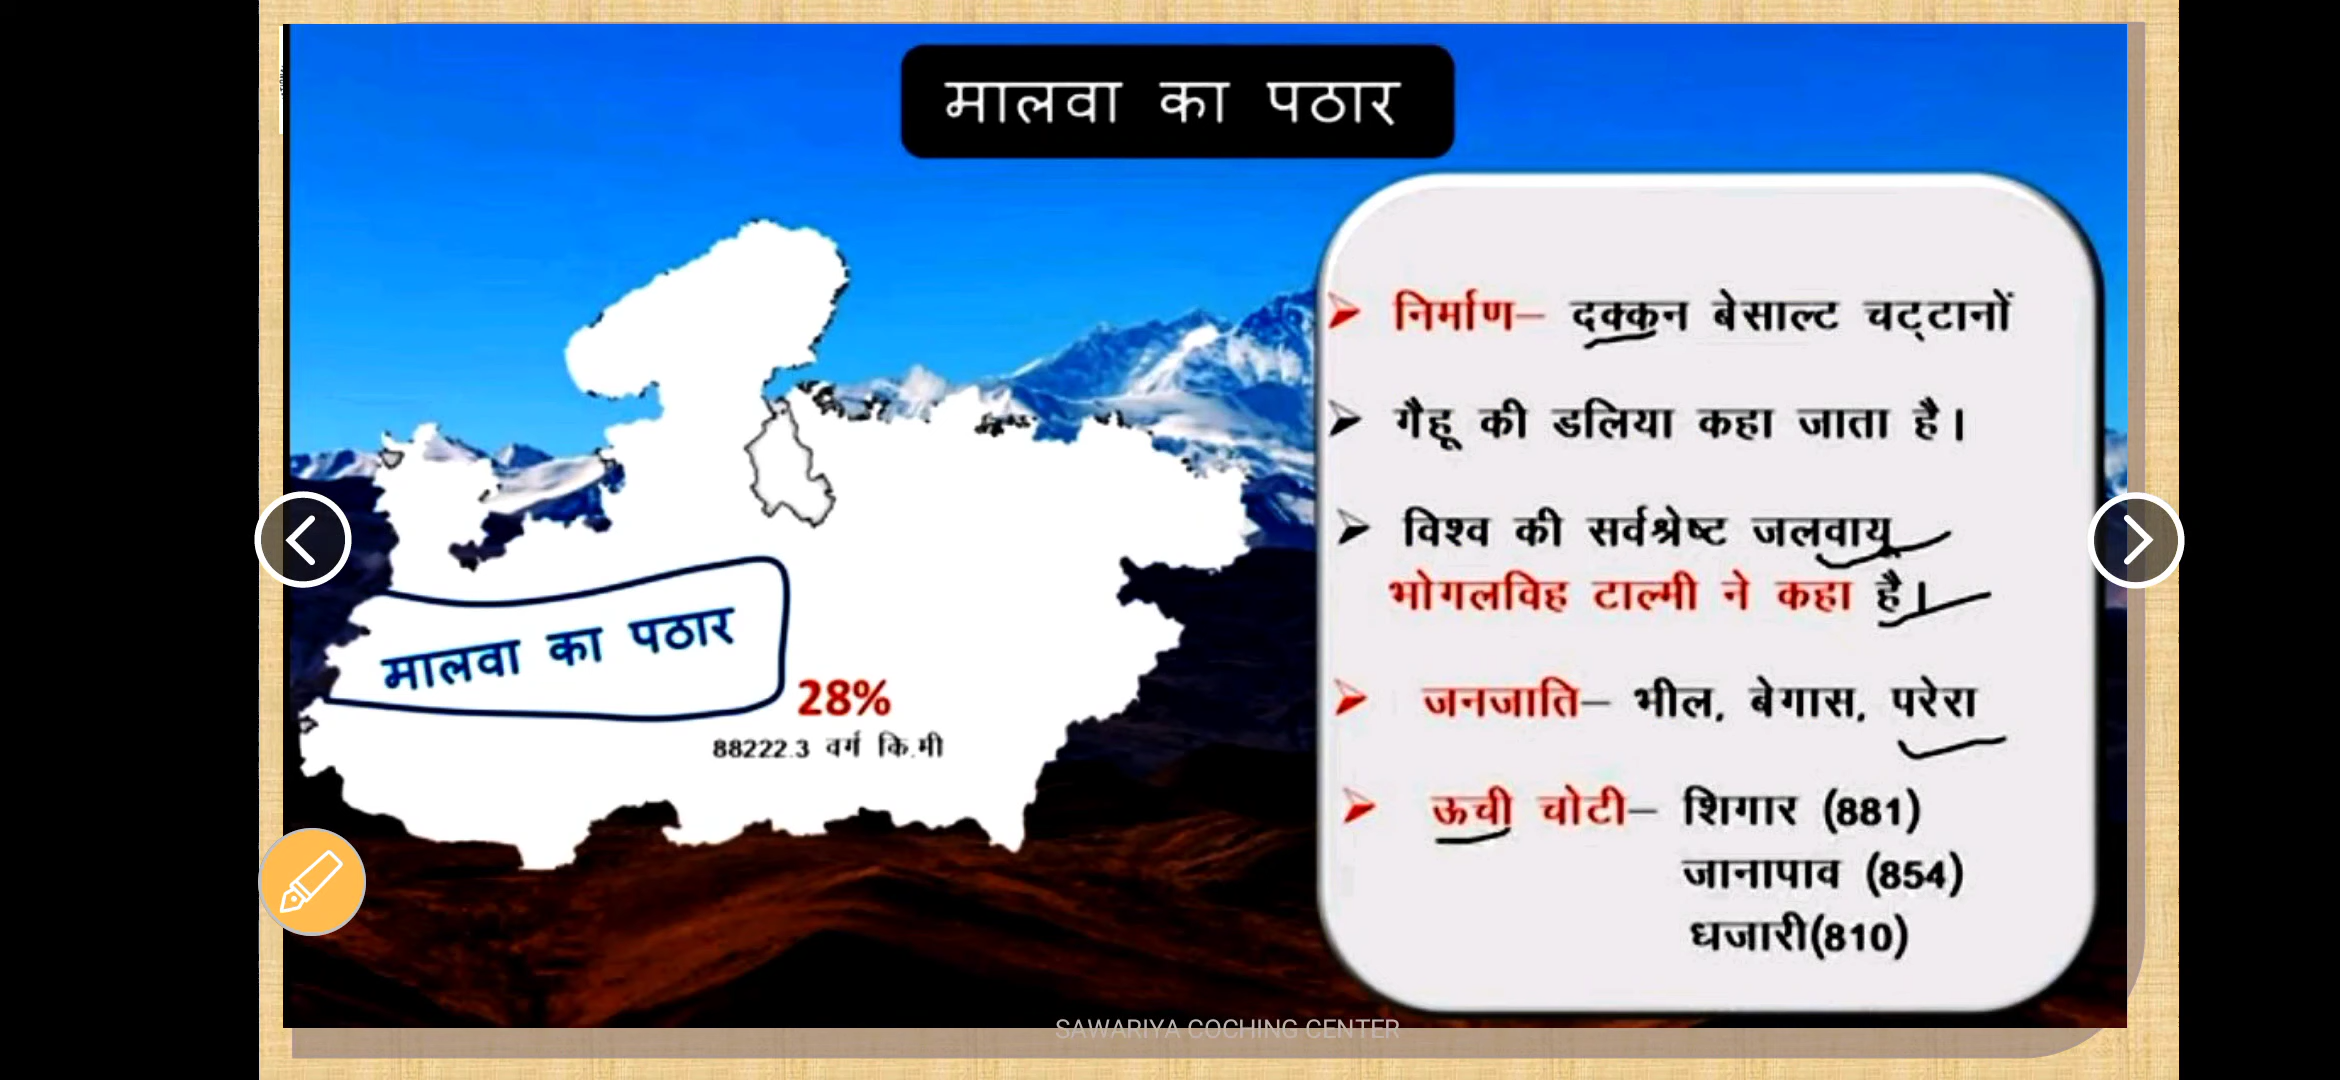 मालवा का पठार
निर्माण– दक्कन बेसाल्ट चट्टानों
गैहू की डलिया कहा जाता है।
विश्व की सर्वश्रेष्ट जलवायु
भोगलविह टाल्मी ने कहा है।
जनजाति– भील, बेगास, परेरा
ऊची चोटी– शिगार (881)
जानापाव (854)
धजारी(810)
मालवा का पठार
28%
88222.3 वर्ग कि.मी
SAWARIYA COCHING CENTER